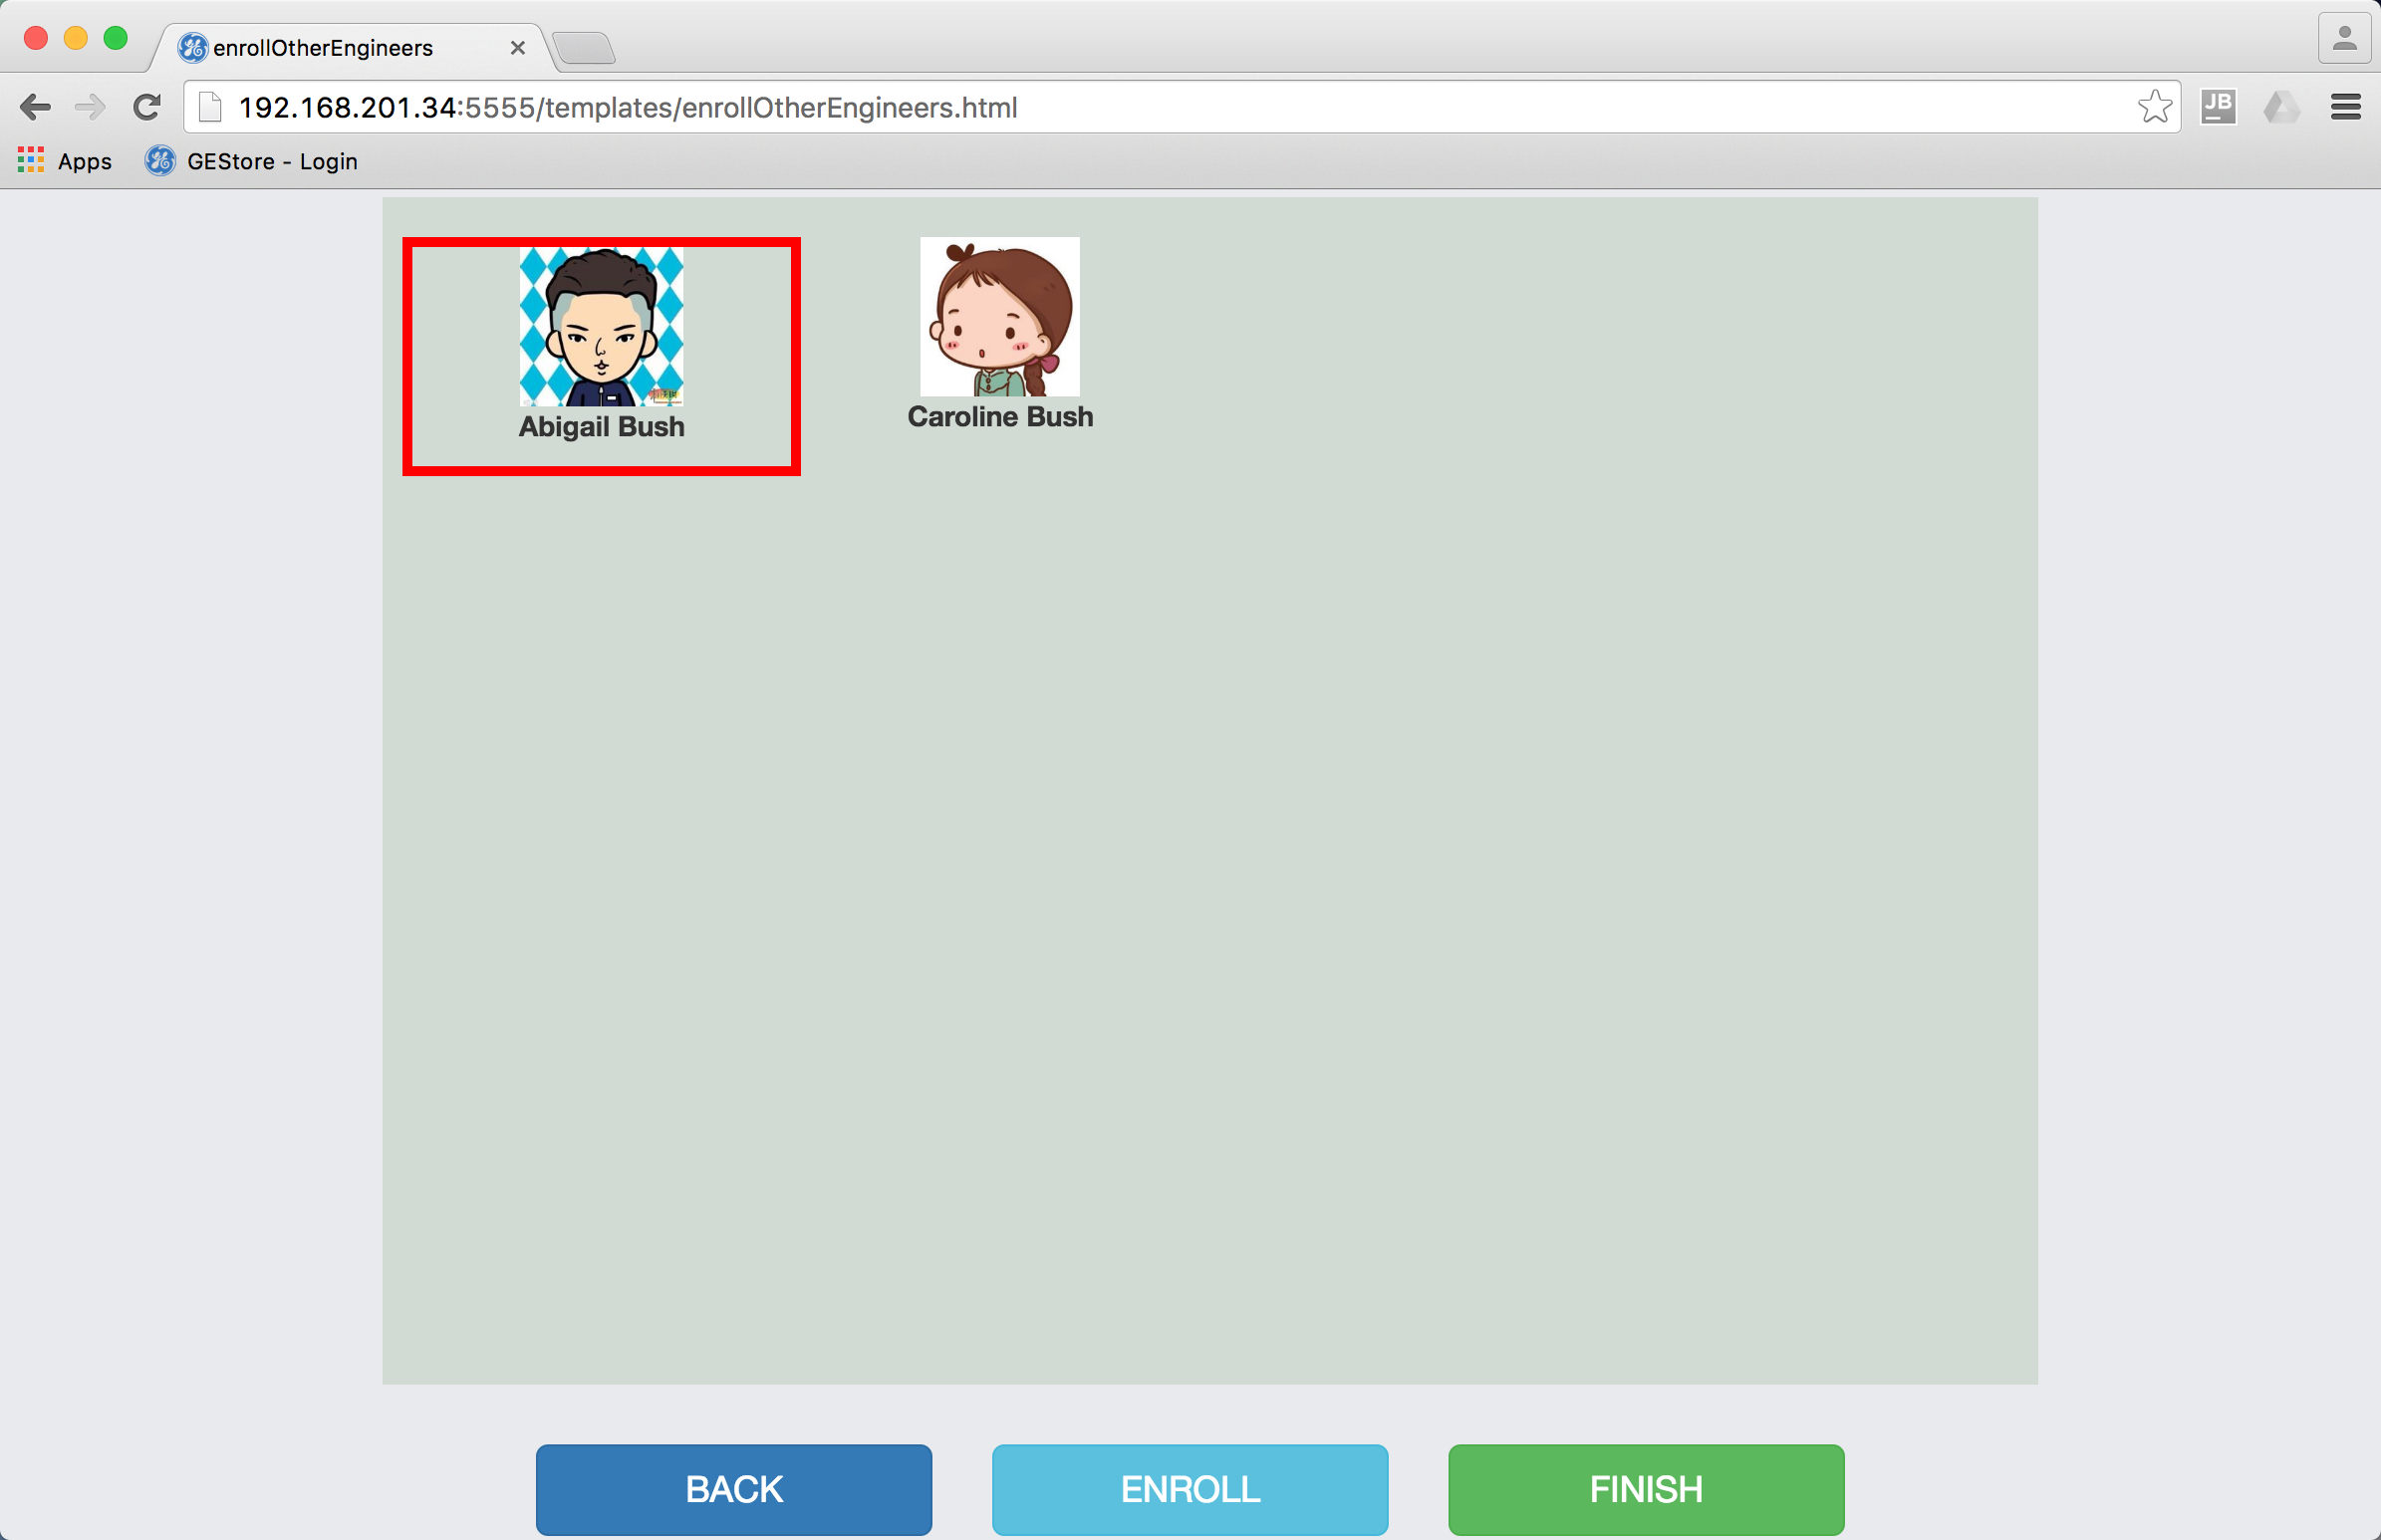 enrollOtherEngineers
192.168.201.34:5555/templates/enrollOtherEngineers.html
JB
Apps
GEStore - Login
Abigail Bush
Caroline Bush
BACK
ENROLL
FINISH